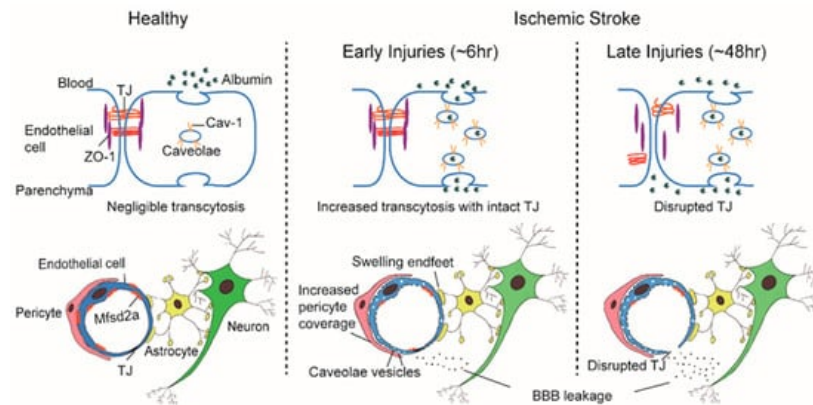 Healthy
Ischemic Stroke
Early Injuries (~6hr)
Late Injuries (~48hr)
Blood
TJ
Albumin
Cav-1
Endothelial
cell
ZO-1
Caveolae
Parenchyma
Negligible transcytosis
Increased transcytosis with intact TJ
Disrupted TJ
Endothelial cell
Pericyte
Mfsd2a
Neuron
Astrocyte
TJ
Swelling endfeet
Increased
pericyte
coverage
Caveolae vesicles
Disrupted TJ
BBB leakage